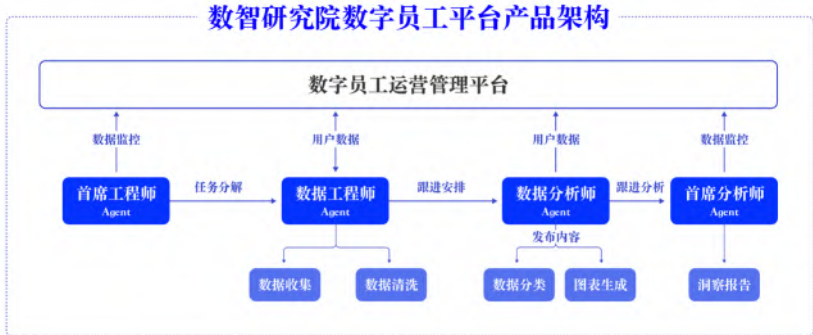 数智研究院数字员工平台产品架构
数字员工运营管理平台
数据监控 用户数据 用户数据 数据监控
首席工程师 任务分解 数据工程师 跟进安排 数据分析师 跟进分析 首席分析师
Agent Agent Agent Agent
发布内容
数据收集 数据清洗 数据分类 图表生成 洞察报告